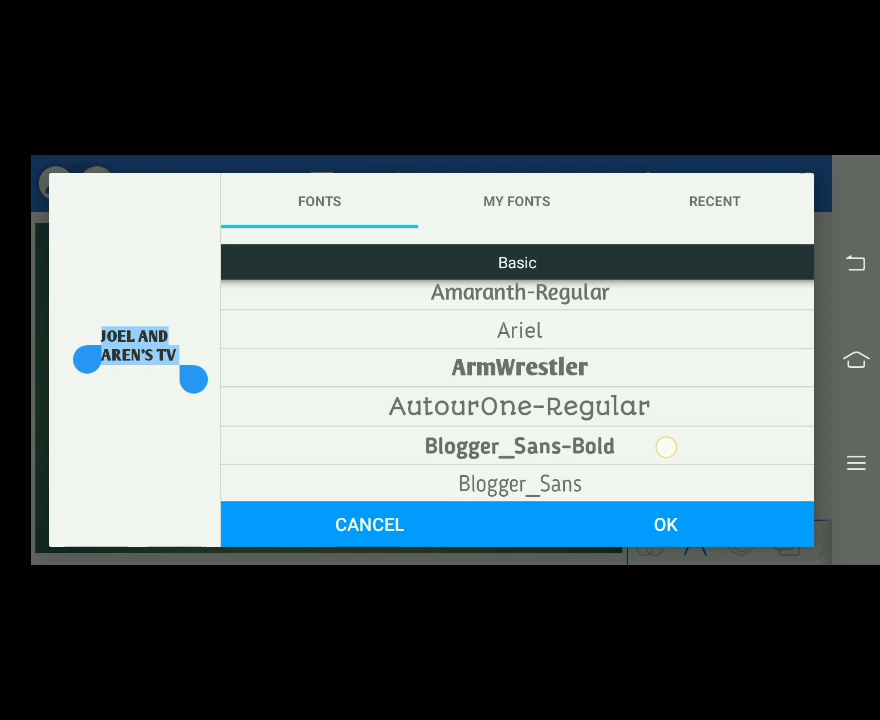 FONTS
MY FONTS
RECENT
Basic
JOEL AND
AREN'S TV
Amaranth-Regular
Ariel
ArmWrestler
AutourOne-Regular
Blogger_Sans-Bold
Blogger_Sans
CANCEL
OK